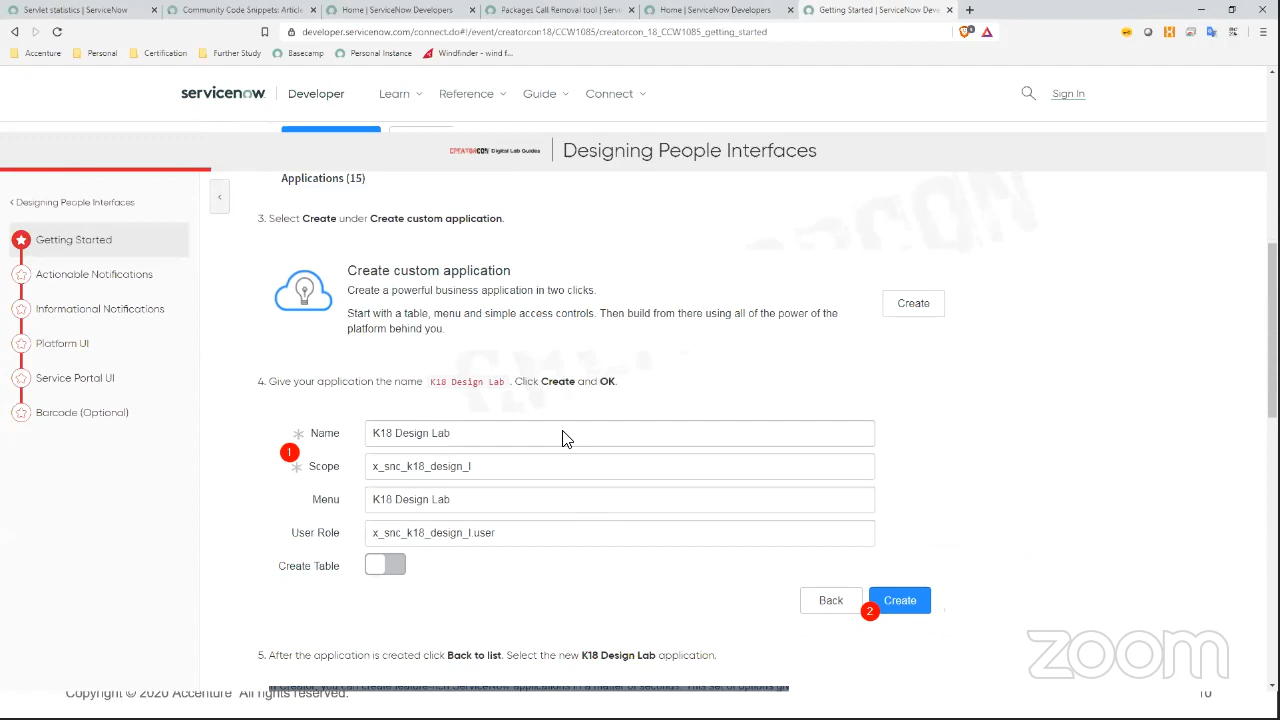 Servlet statistics | ServiceNow
Community Code Snippets: Article
Home | ServiceNow Developers
Packages Call Removal tool | Servic
Home | ServiceNow Developers
Getting Started | ServiceNow Deve
developer.servicenow.com/connect.do#!/event/creatorcon18/CCW1085/creatorcon_18_CCW1085_getting_started
Accenture
Personal
Certification
Further Study
Basecamp
Personal Instance
Windfinder - wind f...
servicenow
Developer
Learn
Reference
Guide
Connect
Sign In
CREATORCON Digital Lab Guides
Designing People Interfaces
Applications (15)
Designing People Interfaces
3. Select Create under Create custom application.
Getting Started
Actionable Notifications
Informational Notifications
Platform UI
Service Portal UI
Barcode (Optional)
Create custom application
Create a powerful business application in two clicks.
Start with a table, menu and simple access controls. Then build from there using all of the power of the
platform behind you.
Create
4. Give your application the name K18 Design Lab . Click Create and OK.
Name
K18 Design Lab
1
Scope
x_snc_k18_design_l
Menu
K18 Design Lab
User Role
x_snc_k18_design_l.user
Create Table
Back
Create
2
5. After the application is created click Back to list. Select the new K18 Design Lab application.
zoom
Copyright © 2020 Accenture All rights reserved.